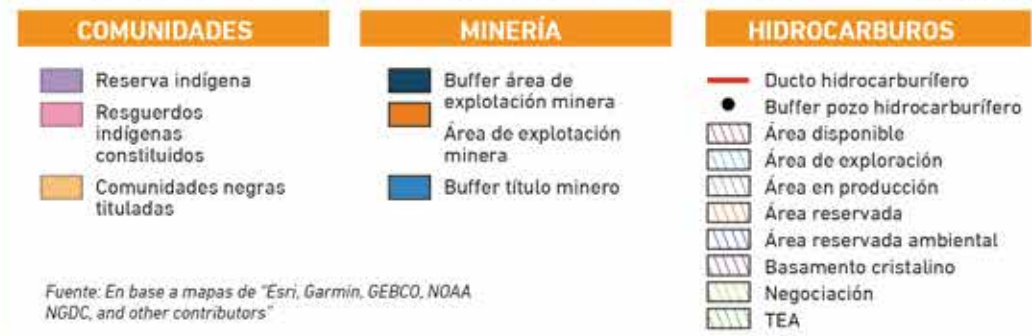 COMUNIDADES
Reserva indígena
Resguerdos
indígenas
constituidos
Comunidades negras
tituladas
MINERÍA
Buffer área de
explotación minera
Área de explotación
minera
Buffer título minero
HIDROCARBUROS
Ducto hidrocarburífero
Buffer pozo hidrocarburífero
Área disponible
Área de exploración
Área en producción
Área reservada
Área reservada ambiental
Basamento cristalino
Negociación
TEA
Fuente: En base a mapas de "Esri, Garmin, GEBCO, NOAA
NGDC, and other contributors"